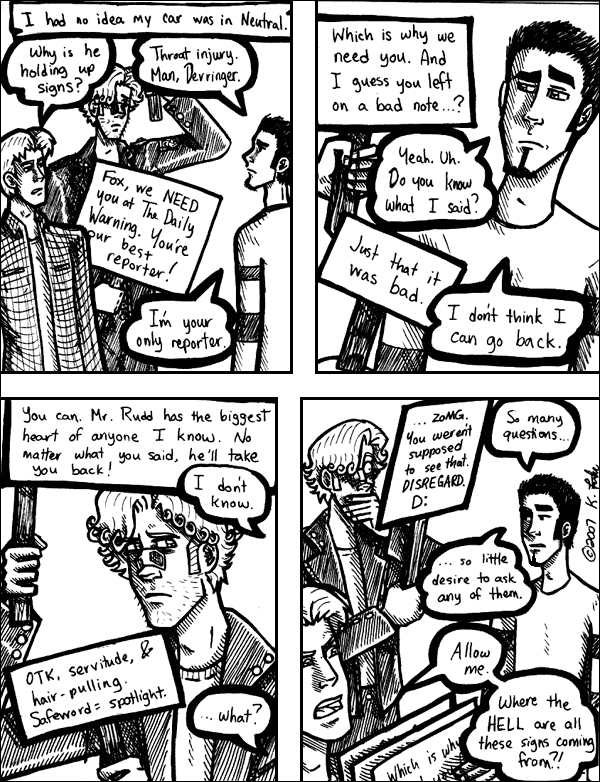 I had no idea my car was in Neutral.
Why is he
holding up
signs?
Throat injury.
Man, Derringer.
Fox, we NEED
you at The Daily
Warning. You're
our best
reporter!
I'm your
only reporter.
Which is why we
need you. And
I guess you left
on a bad note...?
Yeah. Uh.
Do you know
what I said?
Just that it
was bad.
I don't think I
can go back.
You can. Mr. Rudd has the biggest
heart of anyone I know. No
matter what you said, he'll take
you back!
I don't
know.
OTK, servitude, &
hair-pulling.
Safeword = spotlight.
... what?
... ZOMG.
You weren't
supposed
to see that.
DISREGARD.
D:
So many
questions...
... so little
desire to ask
any of them.
Allow
me.
Where the
HELL are all
these signs coming
from?!
Which is why
©2007 K.